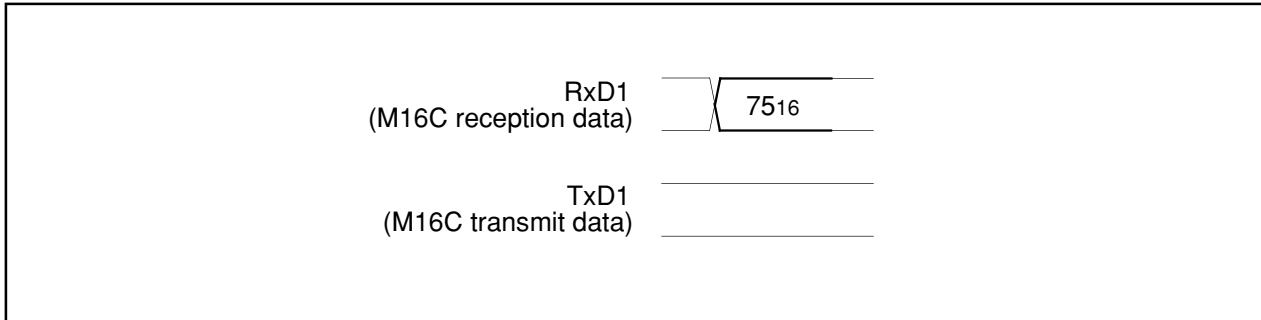 RxD1
(M16C reception data)
7516
TxD1
(M16C transmit data)